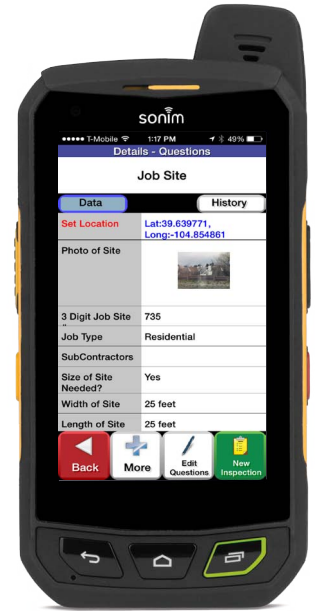 sonim
T-Mobile 1:17 PM 49%
Details - Questions
Job Site
Data History
Set Location Lat:39.639771,
Long:-104.854861
Photo of Site
3 Digit Job Site 735
Job Type Residential
SubContractors
Size of Site Yes
Needed?
Width of Site 25 feet
Length of Site 25 feet
Back More Edit New
Questions Inspection